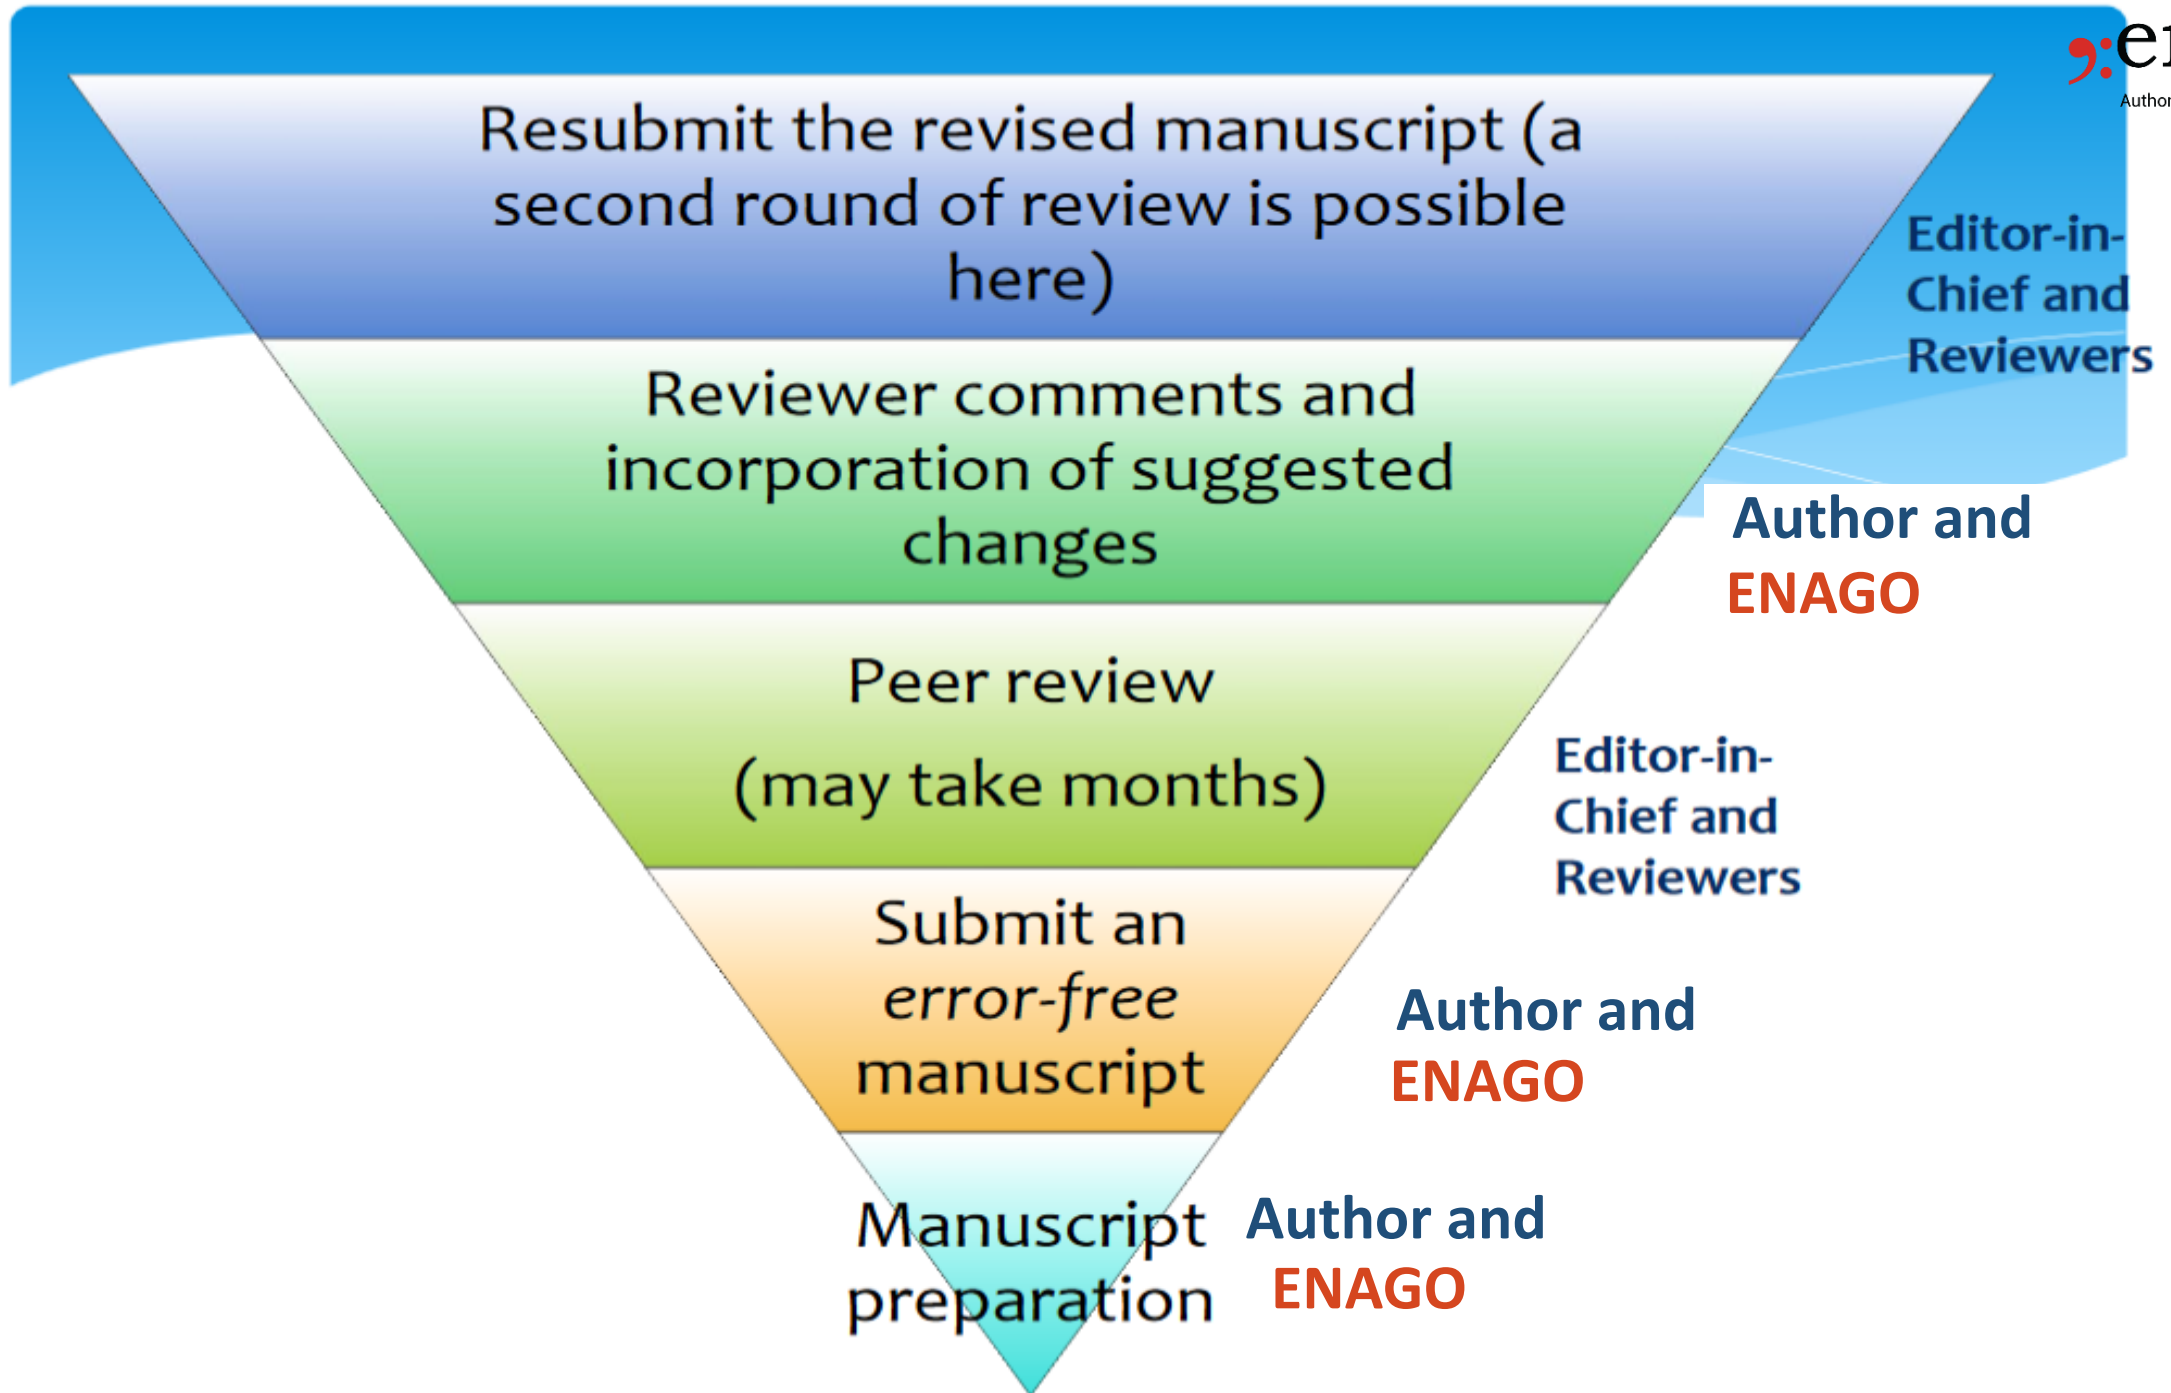 Resubmit the revised manuscript (a
second round of review is possible
here)
Editor-in-
Chief and
Reviewers
Reviewer comments and
incorporation of suggested
changes
Author and
ENAGO
Peer review
(may take months)
Editor-in-
Chief and
Reviewers
Submit an
error-free
manuscript
Author and
ENAGO
Manuscript
preparation
Author and
ENAGO